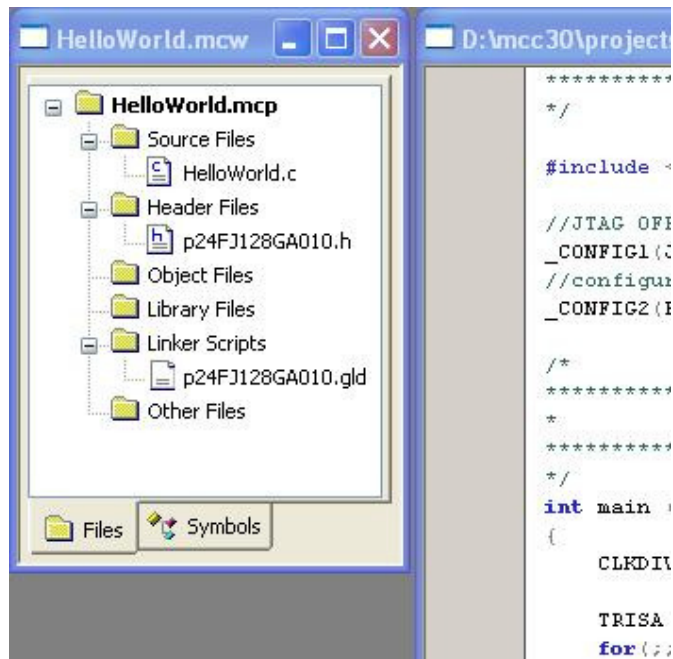 HelloWorld.mcw
HelloWorld.mcp
Source Files
HelloWorld.c
Header Files
p24FJ128GA010.h
Object Files
Library Files
Linker Scripts
p24FJ128GA010.gld
Other Files
Files
Symbols
D:\mcc30\project
**********
*/
#include <
//JTAG OFF
_CONFIG1(J
//configur
_CONFIG2(F
/*
**********
*
**********
*/
int main (
{
CLKDIV
TRISA
for(;;